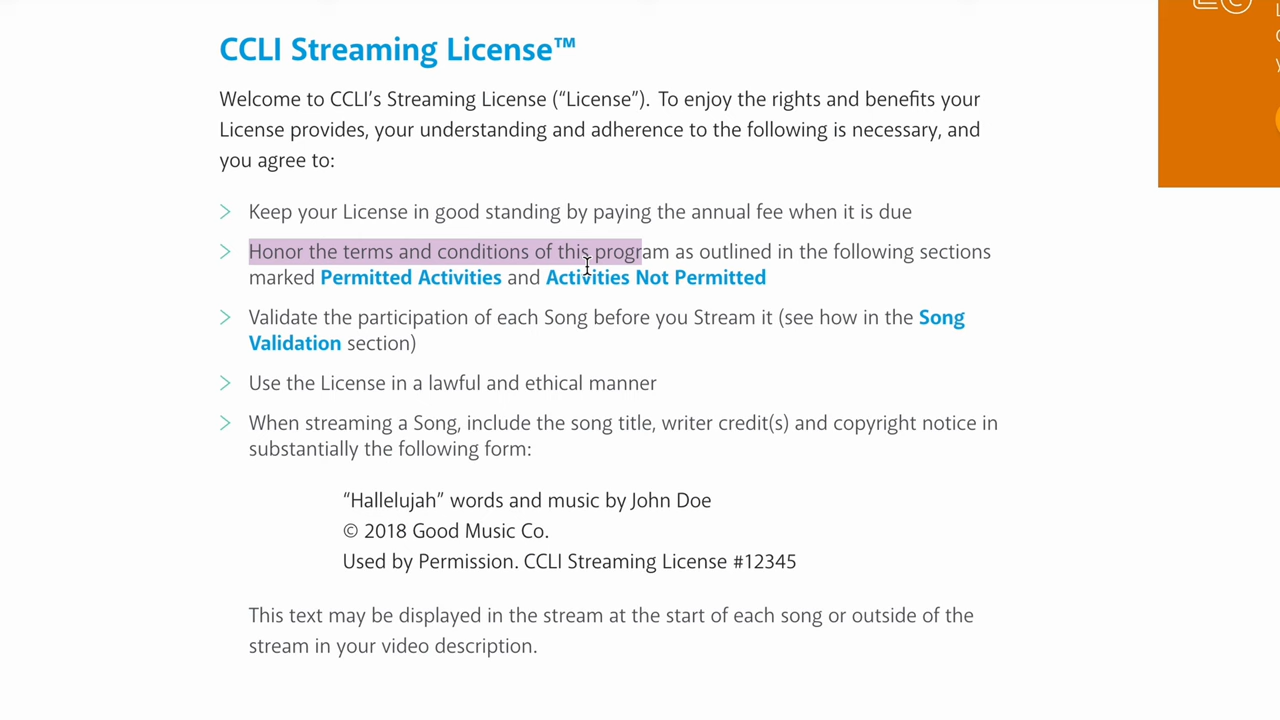 CCLI Streaming License™
Welcome to CCLI’s Streaming License (“License”). To enjoy the rights and benefits your
License provides, your understanding and adherence to the following is necessary, and
you agree to:
Keep your License in good standing by paying the annual fee when it is due
Honor the terms and conditions of this program as outlined in the following sections
marked Permitted Activities and Activities Not Permitted
Validate the participation of each Song before you Stream it (see how in the Song
Validation section)
Use the License in a lawful and ethical manner
When streaming a Song, include the song title, writer credit(s) and copyright notice in
substantially the following form:
“Hallelujah” words and music by John Doe
© 2018 Good Music Co.
Used by Permission. CCLI Streaming License #12345
This text may be displayed in the stream at the start of each song or outside of the
stream in your video description.